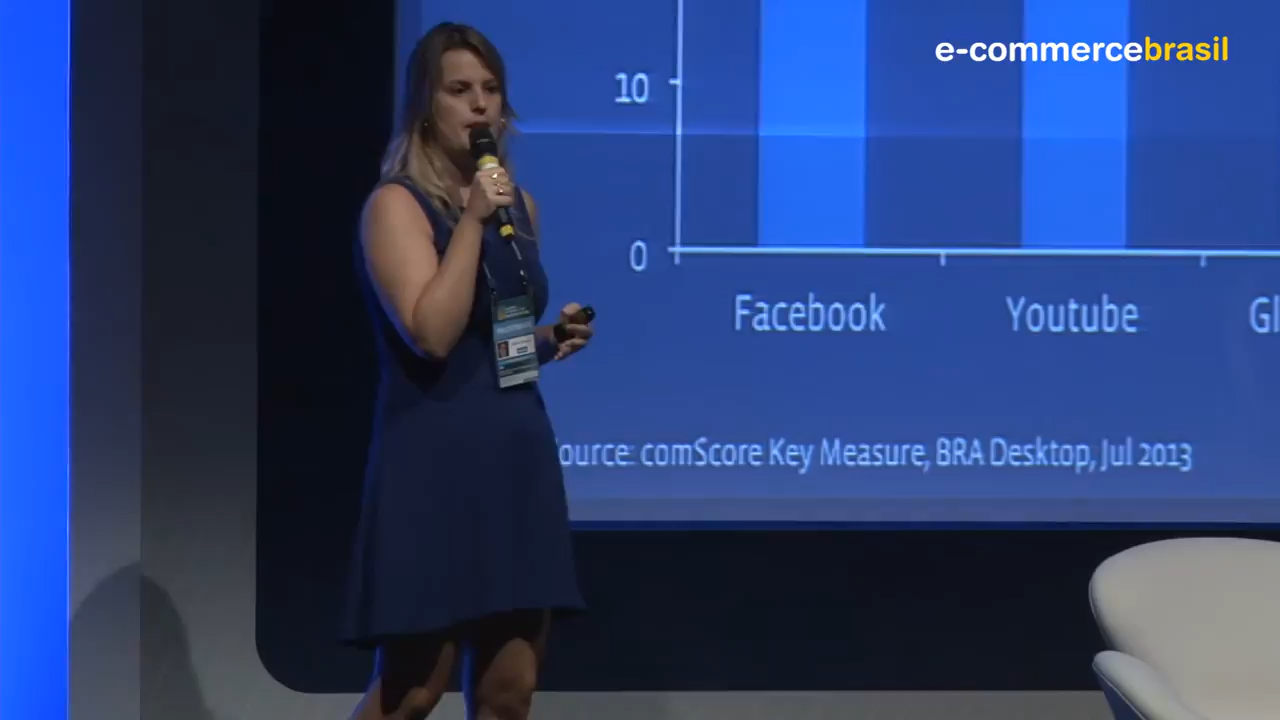 e-commercebrasil
10
0
Facebook Youtube
ource: comScore Key Measure, BRA Desktop, Jul 2013